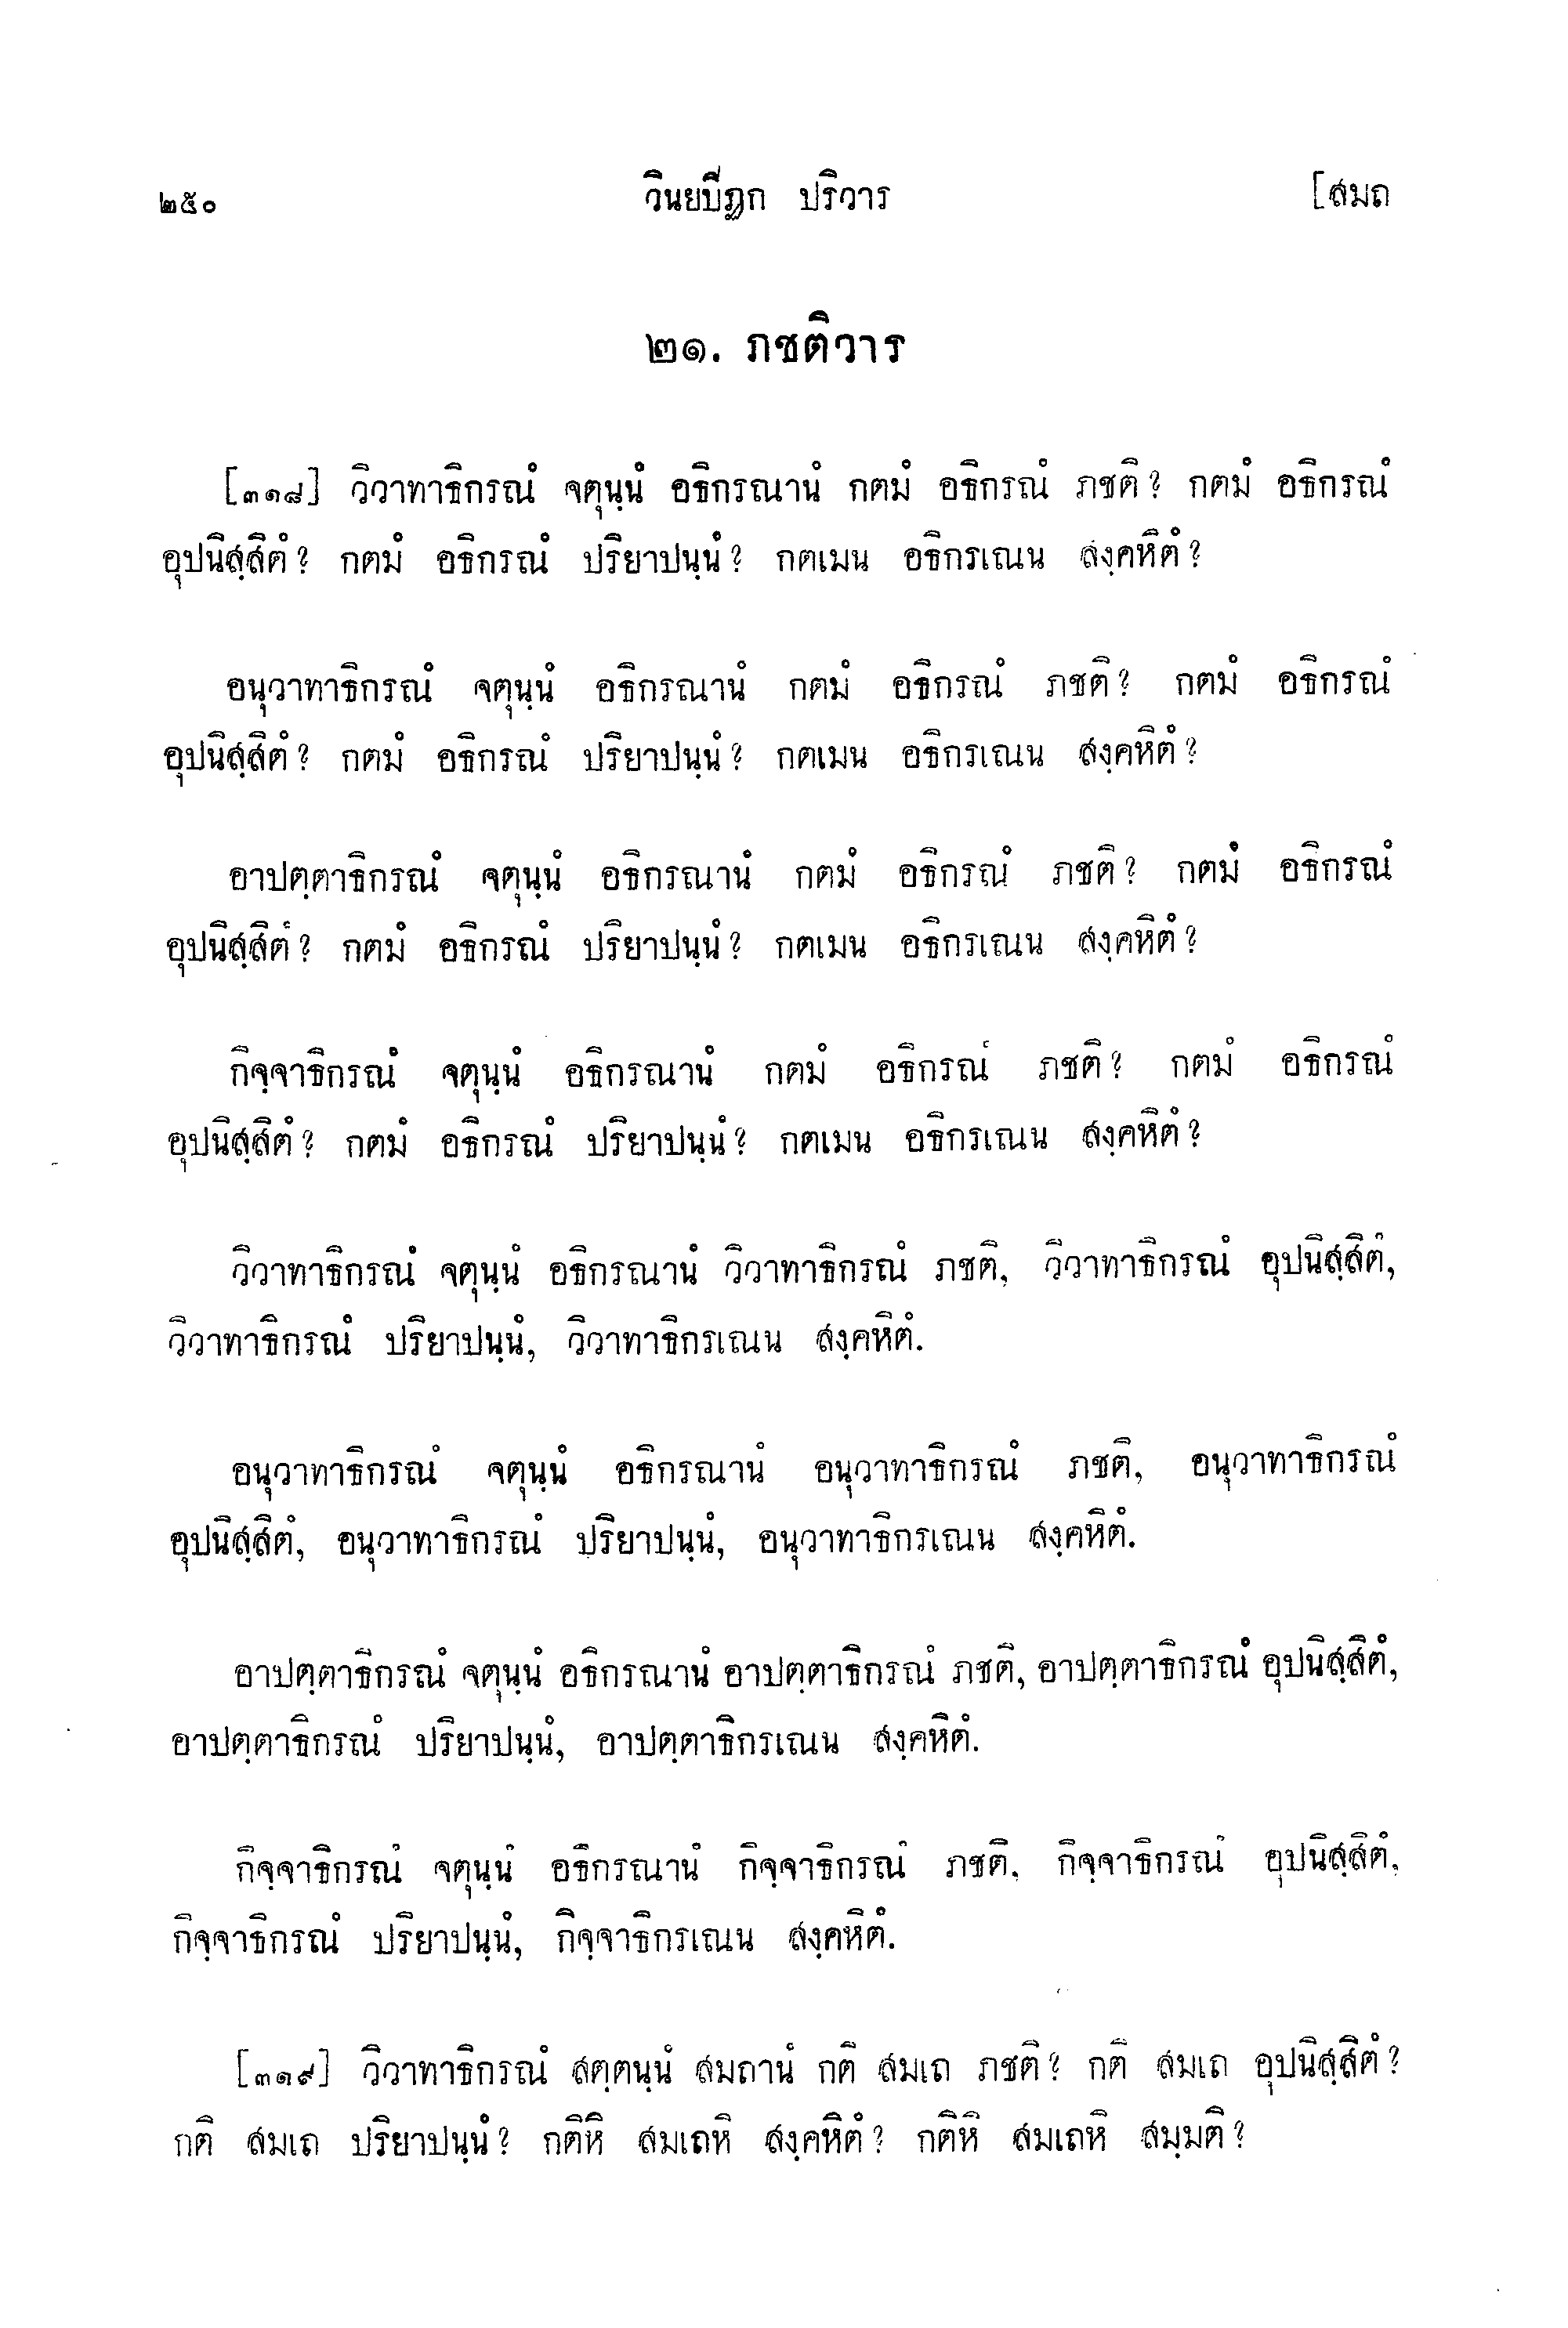 ๒๕๐ วินยปิฏก ปริวาร [สมถ
๒๑. ภชติวาร
[๓๑๘] วิวาทาธิกรณํ จตุนฺนํ อธิกรณานํ กตมํ อธิกรณํ ภชติ? กตมํ อธิกรณํ
อุปนิสฺสิตํ? กตมํ อธิกรณํ ปริยาปนฺนํ? กตเมน อธิกรเณน สงฺคหิตํ?
อนุวาทาธิกรณํ จตุนฺนํ อธิกรณานํ กตมํ อธิกรณํ ภชติ? กตมํ อธิกรณํ
อุปนิสฺสิตํ? กตมํ อธิกรณํ ปริยาปนฺนํ? กตเมน อธิกรเณน สงฺคหิตํ?
อาปตฺตาธิกรณํ จตุนฺนํ อธิกรณานํ กตมํ อธิกรณํ ภชติ? กตมํ อธิกรณํ
อุปนิสฺสิตํ? กตมํ อธิกรณํ ปริยาปนฺนํ? กตเมน อธิกรเณน สงฺคหิตํ?
กิจฺจาธิกรณํ จตุนฺนํ อธิกรณานํ กตมํ อธิกรณํ ภชติ? กตมํ อธิกรณํ
อุปนิสฺสิตํ? กตมํ อธิกรณํ ปริยาปนฺนํ? กตเมน อธิกรเณน สงฺคหิตํ?
วิวาทาธิกรณํ จตุนฺนํ อธิกรณานํ วิวาทาธิกรณํ ภชติ, วิวาทาธิกรณํ อุปนิสฺสิตํ,
วิวาทาธิกรณํ ปริยาปนฺนํ, วิวาทาธิกรเณน สงฺคหิตํ.
อนุวาทาธิกรณํ จตุนฺนํ อธิกรณานํ อนุวาทาธิกรณํ ภชติ, อนุวาทาธิกรณํ
อุปนิสฺสิตํ, อนุวาทาธิกรณํ ปริยาปนฺนํ, อนุวาทาธิกรเณน สงฺคหิตํ.
อาปตฺตาธิกรณํ จตุนฺนํ อธิกรณานํ อาปตฺตาธิกรณํ ภชติ, อาปตฺตาธิกรณํ อุปนิสฺสิตํ,
อาปตฺตาธิกรณํ ปริยาปนฺนํ, อาปตฺตาธิกรเณน สงฺคหิตํ.
กิจฺจาธิกรณํ จตุนฺนํ อธิกรณานํ กิจฺจาธิกรณํ ภชติ, กิจฺจาธิกรณํ อุปนิสฺสิตํ,
กิจฺจาธิกรณํ ปริยาปนฺนํ, กิจฺจาธิกรเณน สงฺคหิตํ.
[๓๑๙] วิวาทาธิกรณํ สตฺตนฺนํ สมถานํ กติ สมเถ ภชติ? กติ สมเถ อุปนิสฺสิตํ?
กติ สมเถ ปริยาปนฺนํ? กติหิ สมเถหิ สงฺคหิตํ? กติหิ สมเถหิ สมฺมติ?